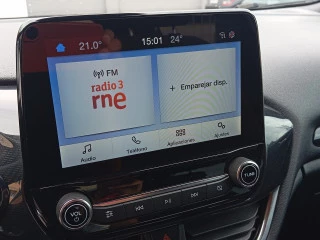 21.0°
15:01
24°
FM
radio 3
rne
+ Emparejar disp.
Audio
Teléfono
Aplicaciones
Ajustes
VOL
TUNE